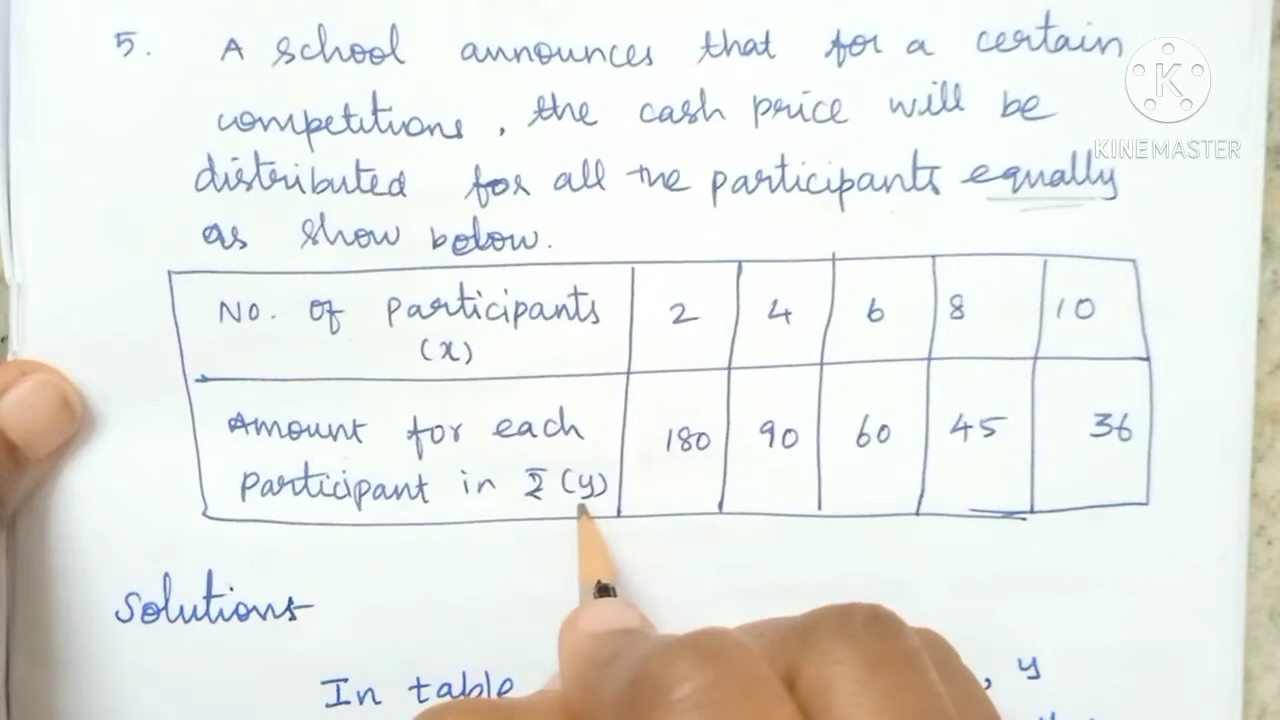 5. A school announces that for a certain
competitions, the cash price will be
distributed for all the participants equally
as show below.
No. of participants (x) 2 4 6 8 10
Amount for each participant in ₹ (y) 180 90 60 45 36
Solutions
In table , y
K
KINEMASTER